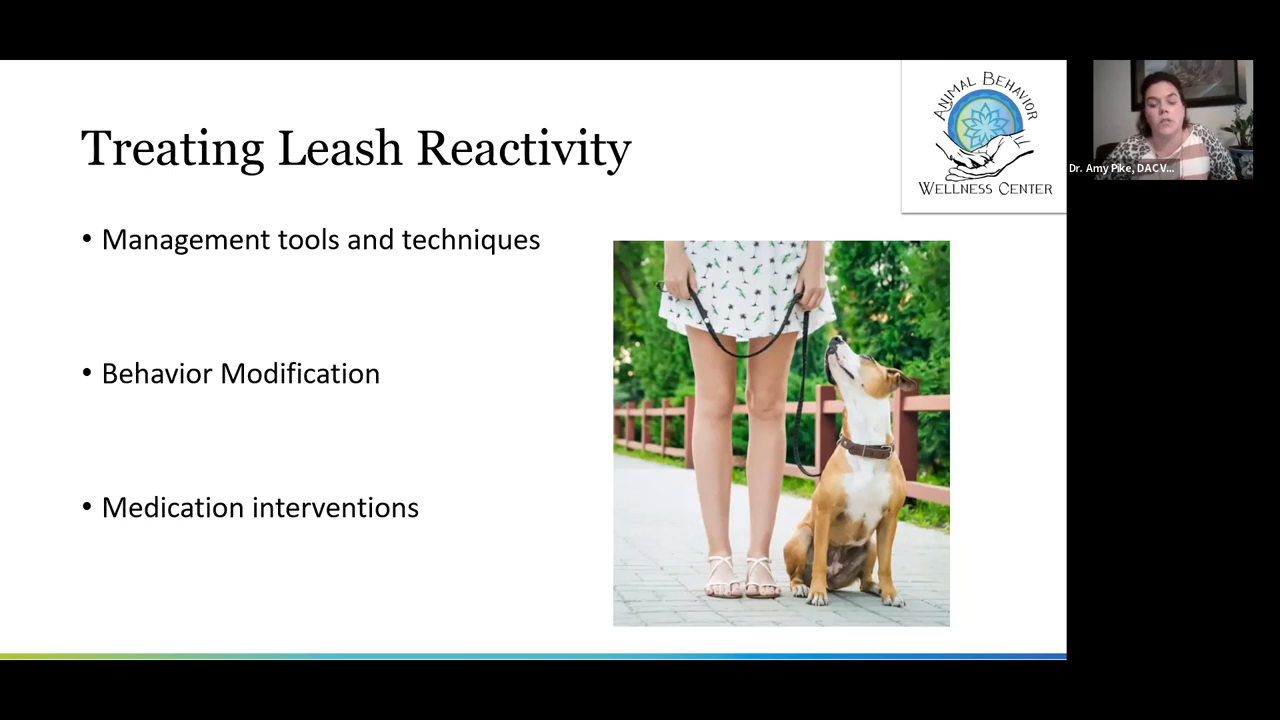 Treating Leash Reactivity
ANIMAL BEHAVIOR
WELLNESS CENTER
Dr. Amy Pike, DACV...
• Management tools and techniques
• Behavior Modification
• Medication interventions